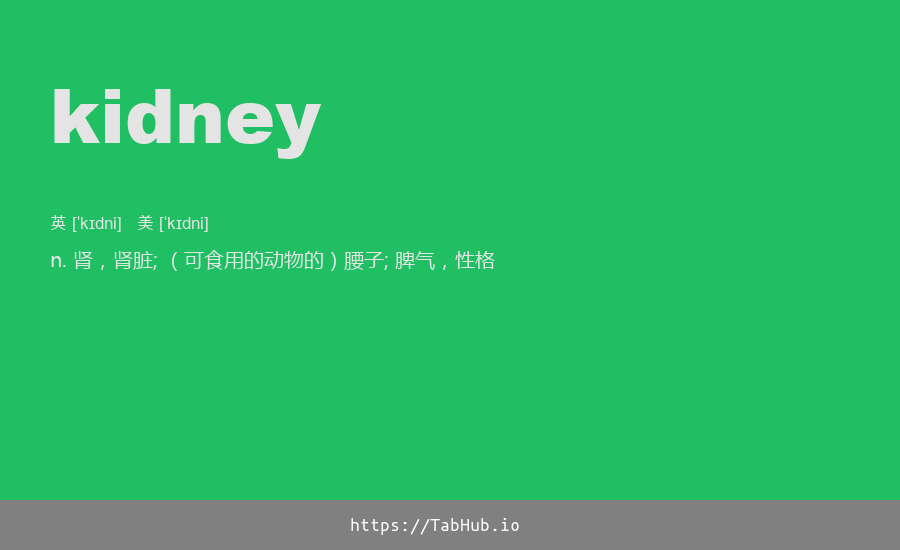 kidney
英 [ˈkɪdni] 美 [ˈkɪdni]
n. 肾，肾脏; （可食用的动物的）腰子; 脾气，性格
https://TabHub.io